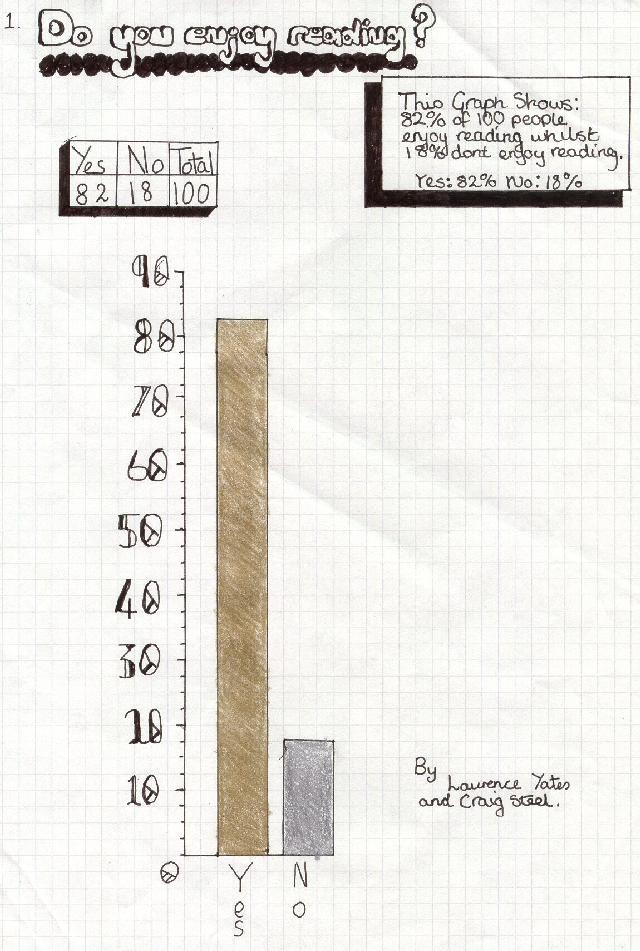 1. Do you enjoy reading?
This Graph Shows:
82% of 100 people
enjoy reading whilst
18% dont enjoy reading.
Yes: 82% No: 18%
Yes No Total
82 18 100
90
80
70
60
50
40
30
10
10
0
Yes No
By
Laurence Yates
and Craig Steel.